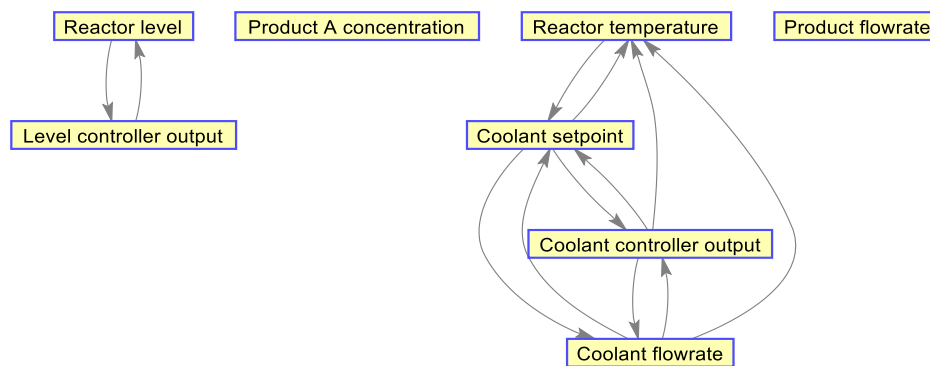 Reactor level
Product A concentration
Reactor temperature
Product flowrate
Level controller output
Coolant setpoint
Coolant controller output
Coolant flowrate